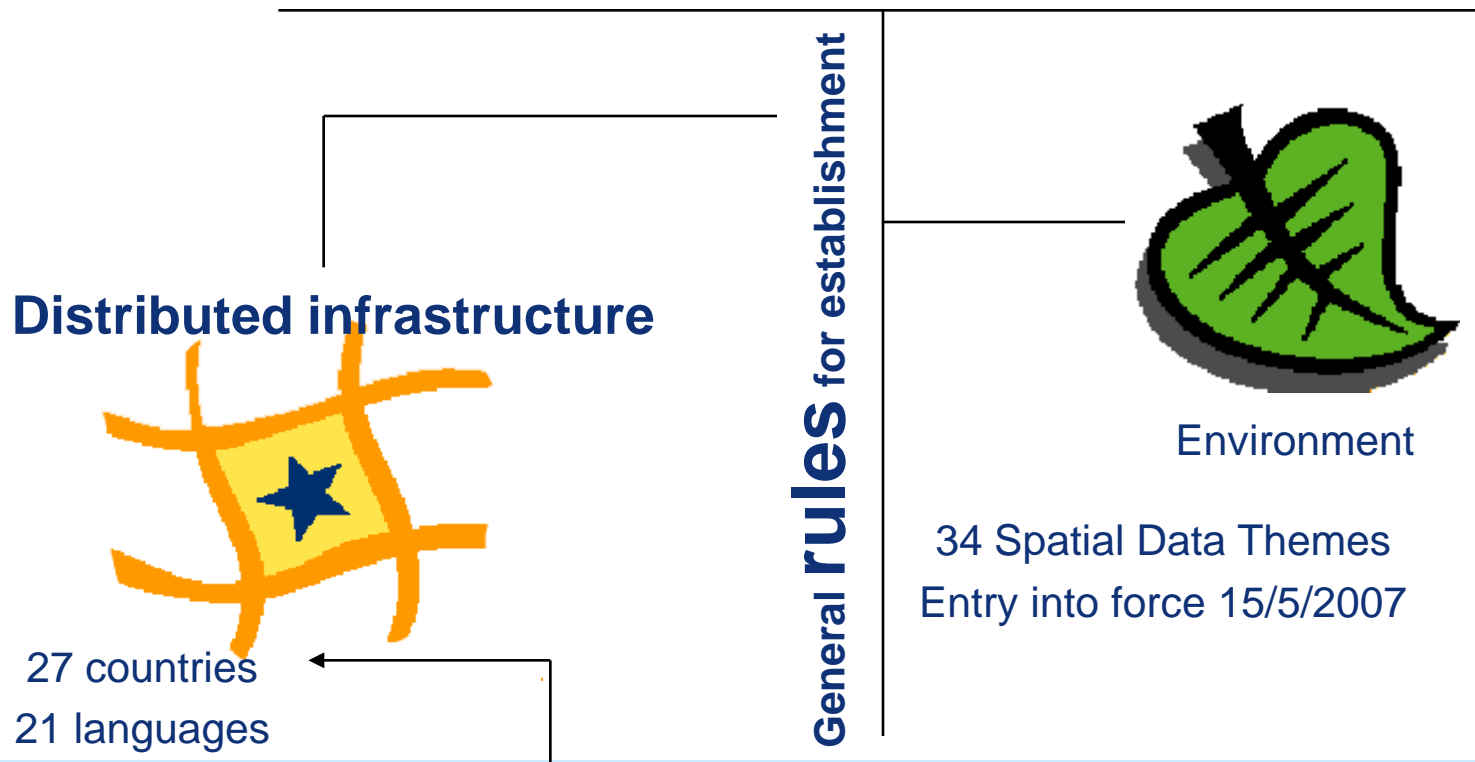 General rules for establishment
Distributed infrastructure
27 countries
21 languages
Environment
34 Spatial Data Themes
Entry into force 15/5/2007